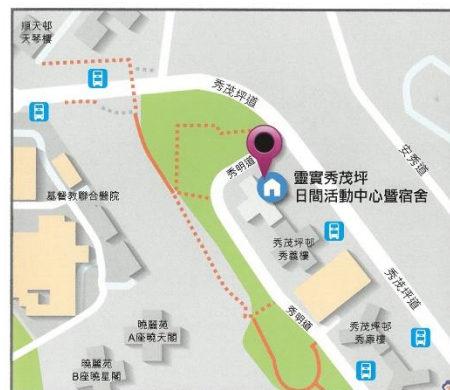 順天邨
天琴樓
秀茂坪道
安秀道
秀明道
靈實秀茂坪
日間活動中心暨宿舍
基督教聯合醫院
秀茂坪邨
秀義樓
秀茂坪道
秀明道
曉麗苑
A座曉天閣
秀茂坪邨
秀康樓
曉麗苑
B座曉星閣